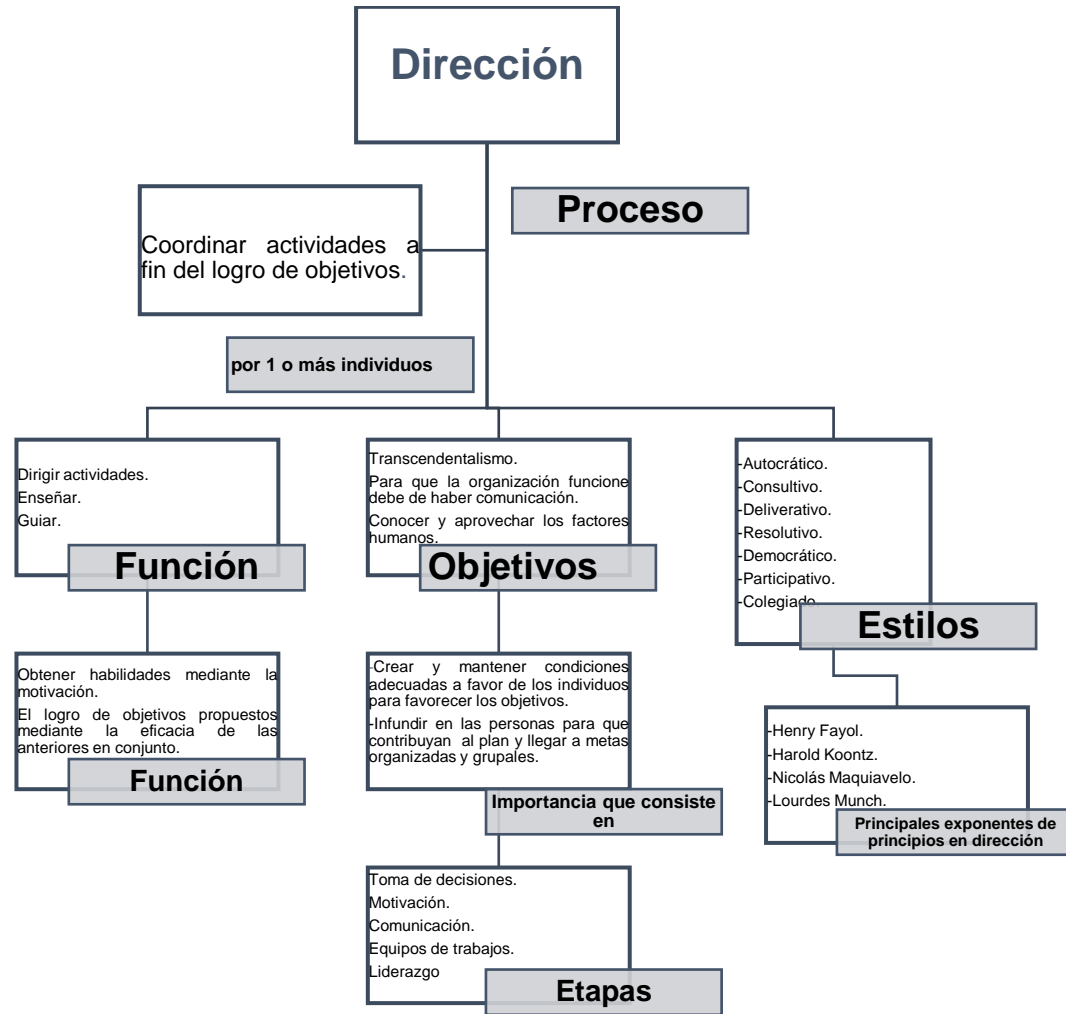 Dirección
Proceso
Coordinar actividades a
fin del logro de objetivos.
por 1 o más individuos
Dirigir actividades.
Enseñar.
Guiar.
Función
Transcendentalismo.
Para que la organización funcione
debe de haber comunicación.
Conocer y aprovechar los factores
humanos.
Objetivos
-Autocrático.
-Consultivo.
-Deliverativo.
-Resolutivo.
-Democrático.
-Participativo.
-Colegiado.
Estilos
Obtener habilidades mediante la
motivación.
El logro de objetivos propuestos
mediante la eficacia de las
anteriores en conjunto.
Función
-Crear y mantener condiciones
adecuadas a favor de los individuos
para favorecer los objetivos.
-Infundir en las personas para que
contribuyan al plan y llegar a metas
organizadas y grupales.
Importancia que consiste
en
-Henry Fayol.
-Harold Koontz.
-Nicolás Maquiavelo.
-Lourdes Munch.
Principales exponentes de
principios en dirección
Toma de decisiones.
Motivación.
Comunicación.
Equipos de trabajos.
Liderazgo
Etapas